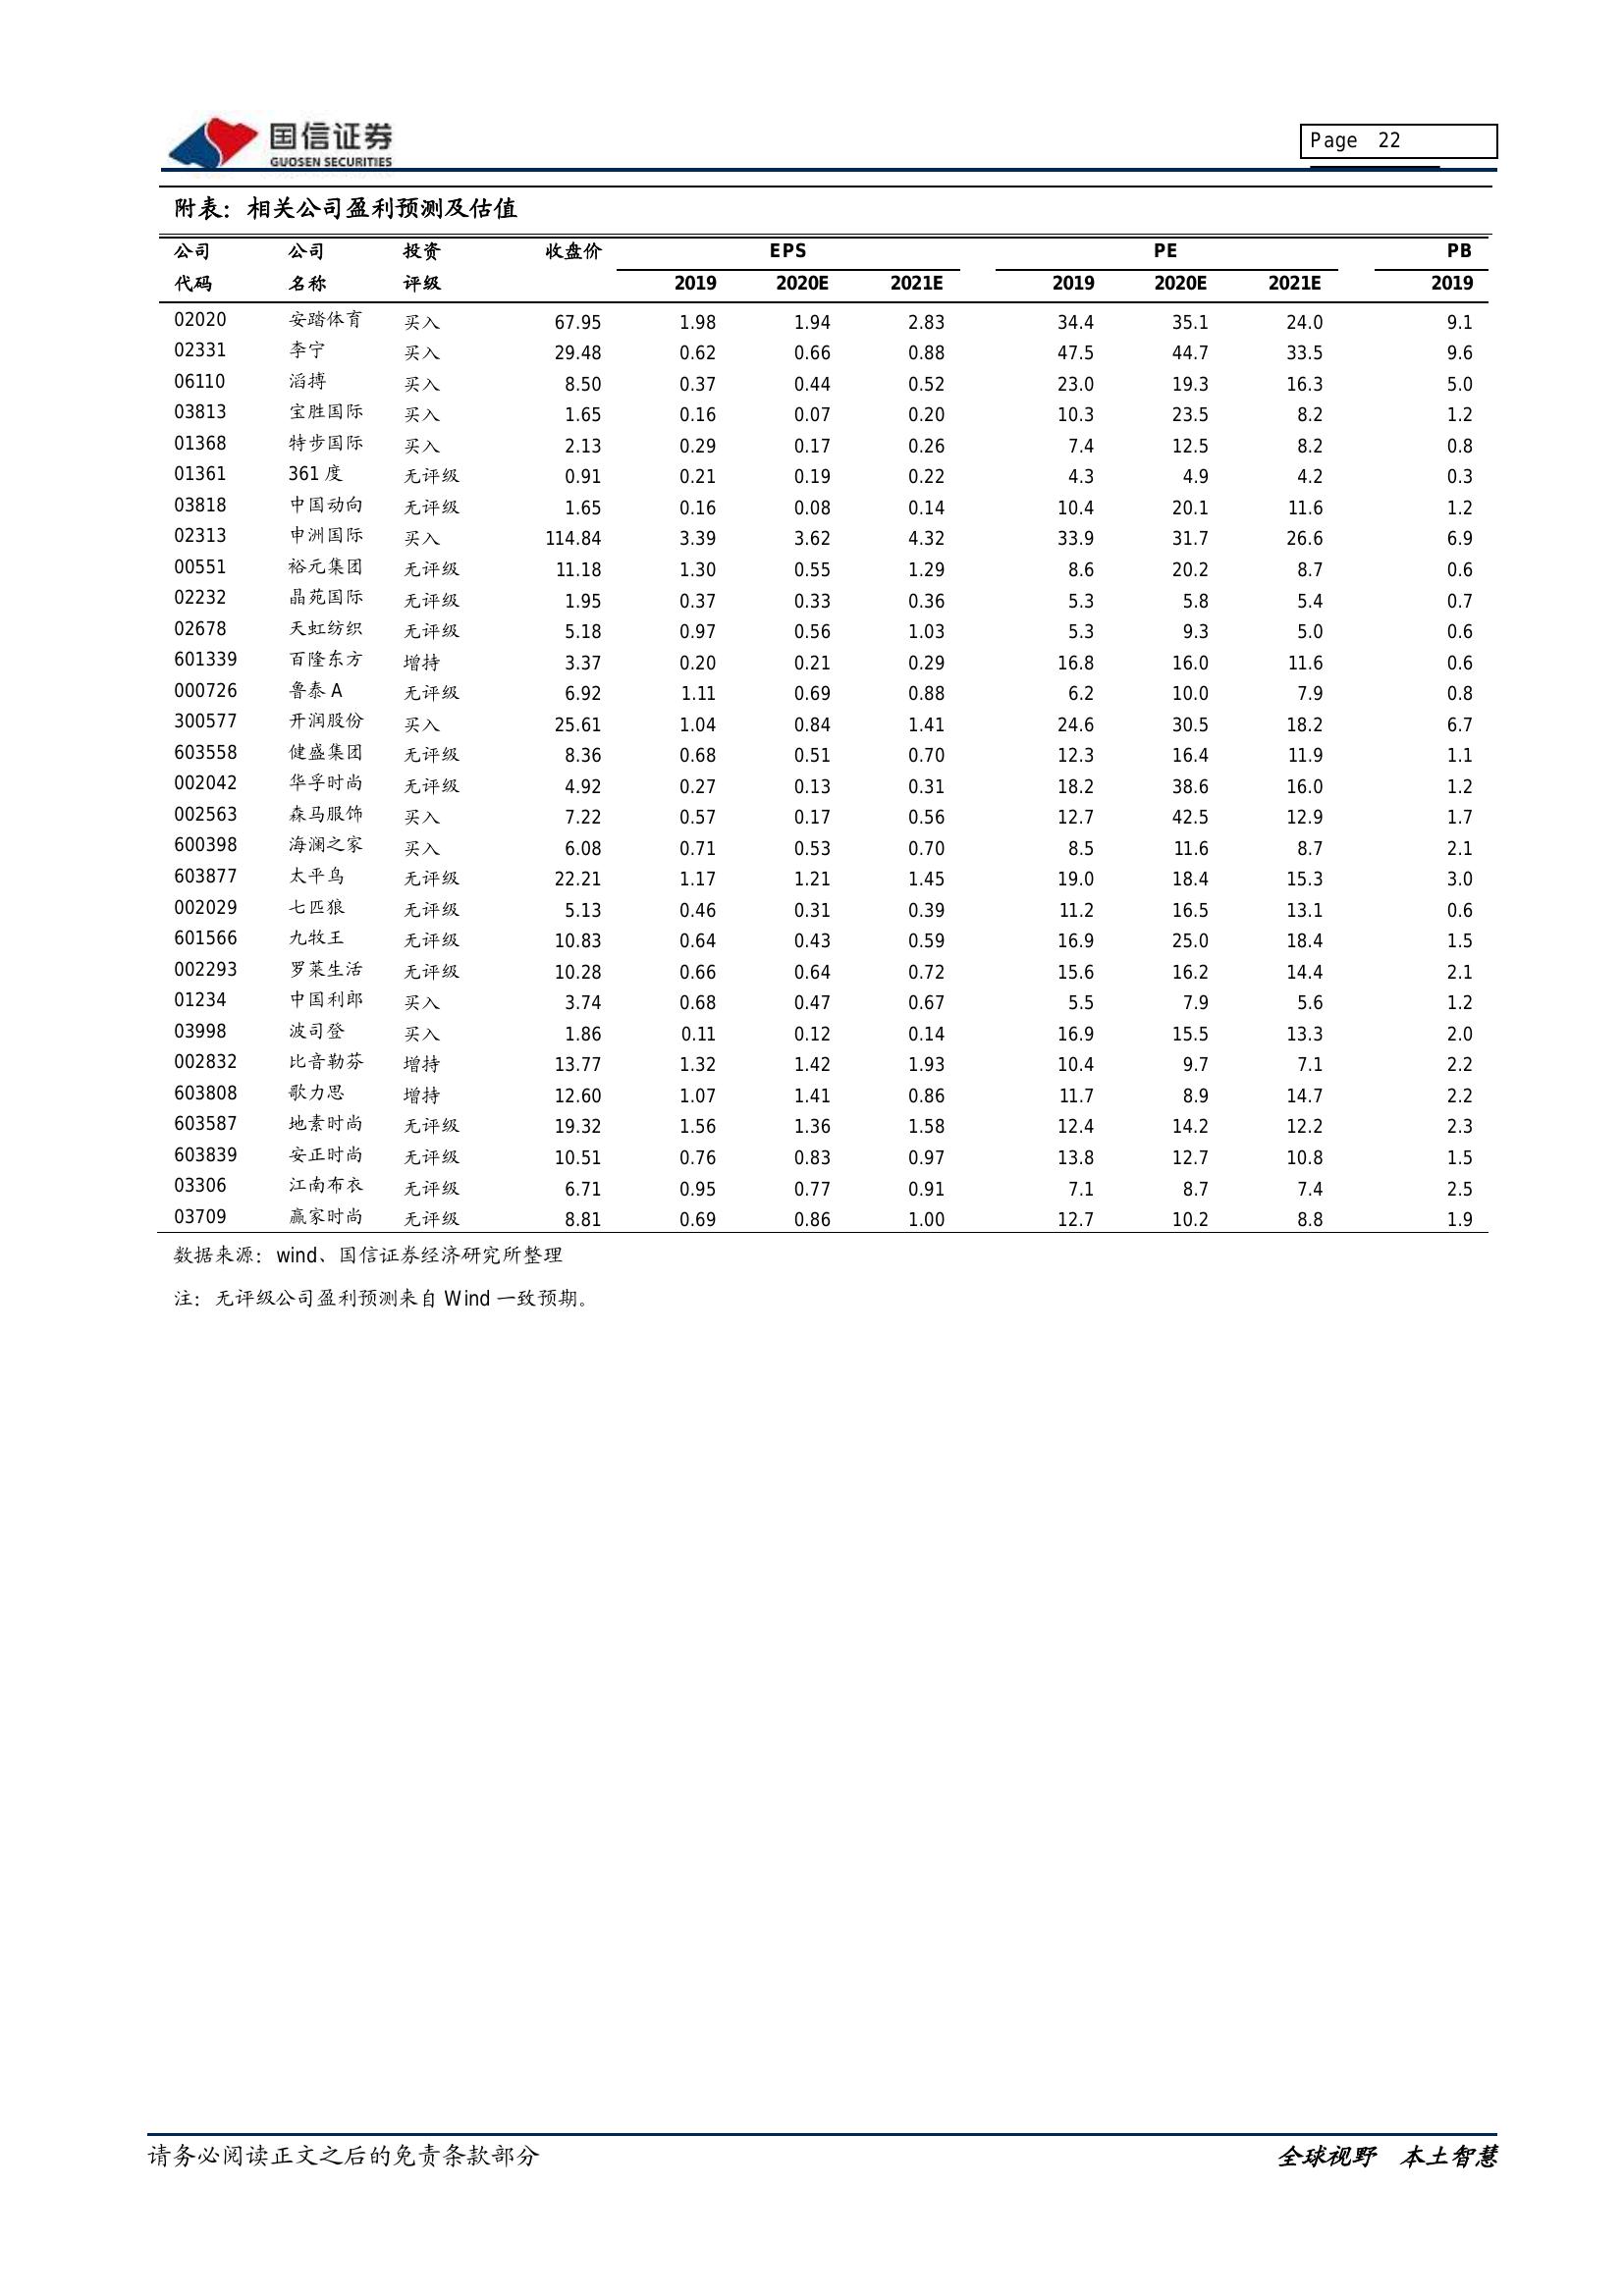 国信证券
GUOSEN SECURITIES
Page 22
附表：相关公司盈利预测及估值
公司 公司 投资 收盘价 EPS PE PB
代码 名称 评级 2019 2020E 2021E 2019 2020E 2021E 2019
02020 安踏体育 买入 67.95 1.98 1.94 2.83 34.4 35.1 24.0 9.1
02331 李宁 买入 29.48 0.62 0.66 0.88 47.5 44.7 33.5 9.6
06110 滔搏 买入 8.50 0.37 0.44 0.52 23.0 19.3 16.3 5.0
03813 宝胜国际 买入 1.65 0.16 0.07 0.20 10.3 23.5 8.2 1.2
01368 特步国际 买入 2.13 0.29 0.17 0.26 7.4 12.5 8.2 0.8
01361 361 度 无评级 0.91 0.21 0.19 0.22 4.3 4.9 4.2 0.3
03818 中国动向 无评级 1.65 0.16 0.08 0.14 10.4 20.1 11.6 1.2
02313 申洲国际 买入 114.84 3.39 3.62 4.32 33.9 31.7 26.6 6.9
00551 裕元集团 无评级 11.18 1.30 0.55 1.29 8.6 20.2 8.7 0.6
02232 晶苑国际 无评级 1.95 0.37 0.33 0.36 5.3 5.8 5.4 0.7
02678 天虹纺织 无评级 5.18 0.97 0.56 1.03 5.3 9.3 5.0 0.6
601339 百隆东方 增持 3.37 0.20 0.21 0.29 16.8 16.0 11.6 0.6
000726 鲁泰 A 无评级 6.92 1.11 0.69 0.88 6.2 10.0 7.9 0.8
300577 开润股份 买入 25.61 1.04 0.84 1.41 24.6 30.5 18.2 6.7
603558 健盛集团 无评级 8.36 0.68 0.51 0.70 12.3 16.4 11.9 1.1
002042 华孚时尚 无评级 4.92 0.27 0.13 0.31 18.2 38.6 16.0 1.2
002563 森马服饰 买入 7.22 0.57 0.17 0.56 12.7 42.5 12.9 1.7
600398 海澜之家 买入 6.08 0.71 0.53 0.70 8.5 11.6 8.7 2.1
603877 太平鸟 无评级 22.21 1.17 1.21 1.45 19.0 18.4 15.3 3.0
002029 七匹狼 无评级 5.13 0.46 0.31 0.39 11.2 16.5 13.1 0.6
601566 九牧王 无评级 10.83 0.64 0.43 0.59 16.9 25.0 18.4 1.5
002293 罗莱生活 无评级 10.28 0.66 0.64 0.72 15.6 16.2 14.4 2.1
01234 中国利郎 买入 3.74 0.68 0.47 0.67 5.5 7.9 5.6 1.2
03998 波司登 买入 1.86 0.11 0.12 0.14 16.9 15.5 13.3 2.0
002832 比音勒芬 增持 13.77 1.32 1.42 1.93 10.4 9.7 7.1 2.2
603808 歌力思 增持 12.60 1.07 1.41 0.86 11.7 8.9 14.7 2.2
603587 地素时尚 无评级 19.32 1.56 1.36 1.58 12.4 14.2 12.2 2.3
603839 安正时尚 无评级 10.51 0.76 0.83 0.97 13.8 12.7 10.8 1.5
03306 江南布衣 无评级 6.71 0.95 0.77 0.91 7.1 8.7 7.4 2.5
03709 赢家时尚 无评级 8.81 0.69 0.86 1.00 12.7 10.2 8.8 1.9
数据来源：wind、国信证券经济研究所整理
注：无评级公司盈利预测来自 Wind 一致预期。
请务必阅读正文之后的免责条款部分
全球视野 本土智慧